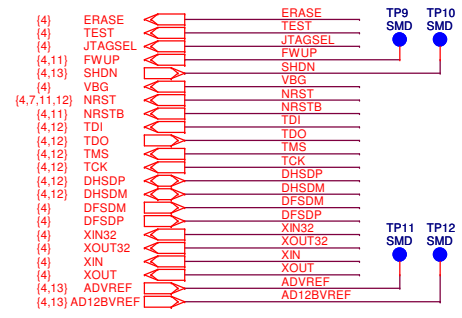 {4} ERASE ERASE TP9 TP10
{4} TEST TEST SMD SMD
{4} JTAGSEL JTAGSEL
{4,11} FWUP FWUP
{4,13} SHDN SHDN
{4} VBG VBG
{4,7,11,12} NRST NRST
{4,11} NRSTB NRSTB
{4,12} TDI TDI
{4,12} TDO TDO
{4,12} TMS TMS
{4,12} TCK TCK
{4,12} DHSDP DHSDP
{4,12} DHSDM DHSDM
{4} DFSDM DFSDM
{4} DFSDP DFSDP
{4} XIN32 XIN32 TP11 TP12
{4} XOUT32 XOUT32 SMD SMD
{4} XIN XIN
{4} XOUT XOUT
{4,13} ADVREF ADVREF
{4,13} AD12BVREF AD12BVREF